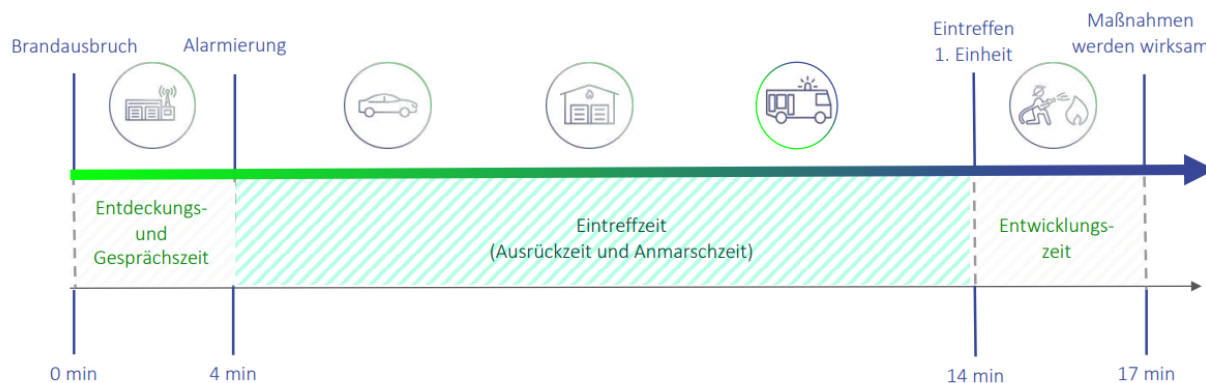 Brandausbruch
Alarmierung
Eintreffen
1. Einheit
Maßnahmen
werden wirksam
Entdeckungs-
und
Gesprächszeit
Eintreffzeit
(Ausrückzeit und Anmarschzeit)
Entwicklungs-
zeit
0 min
4 min
14 min
17 min